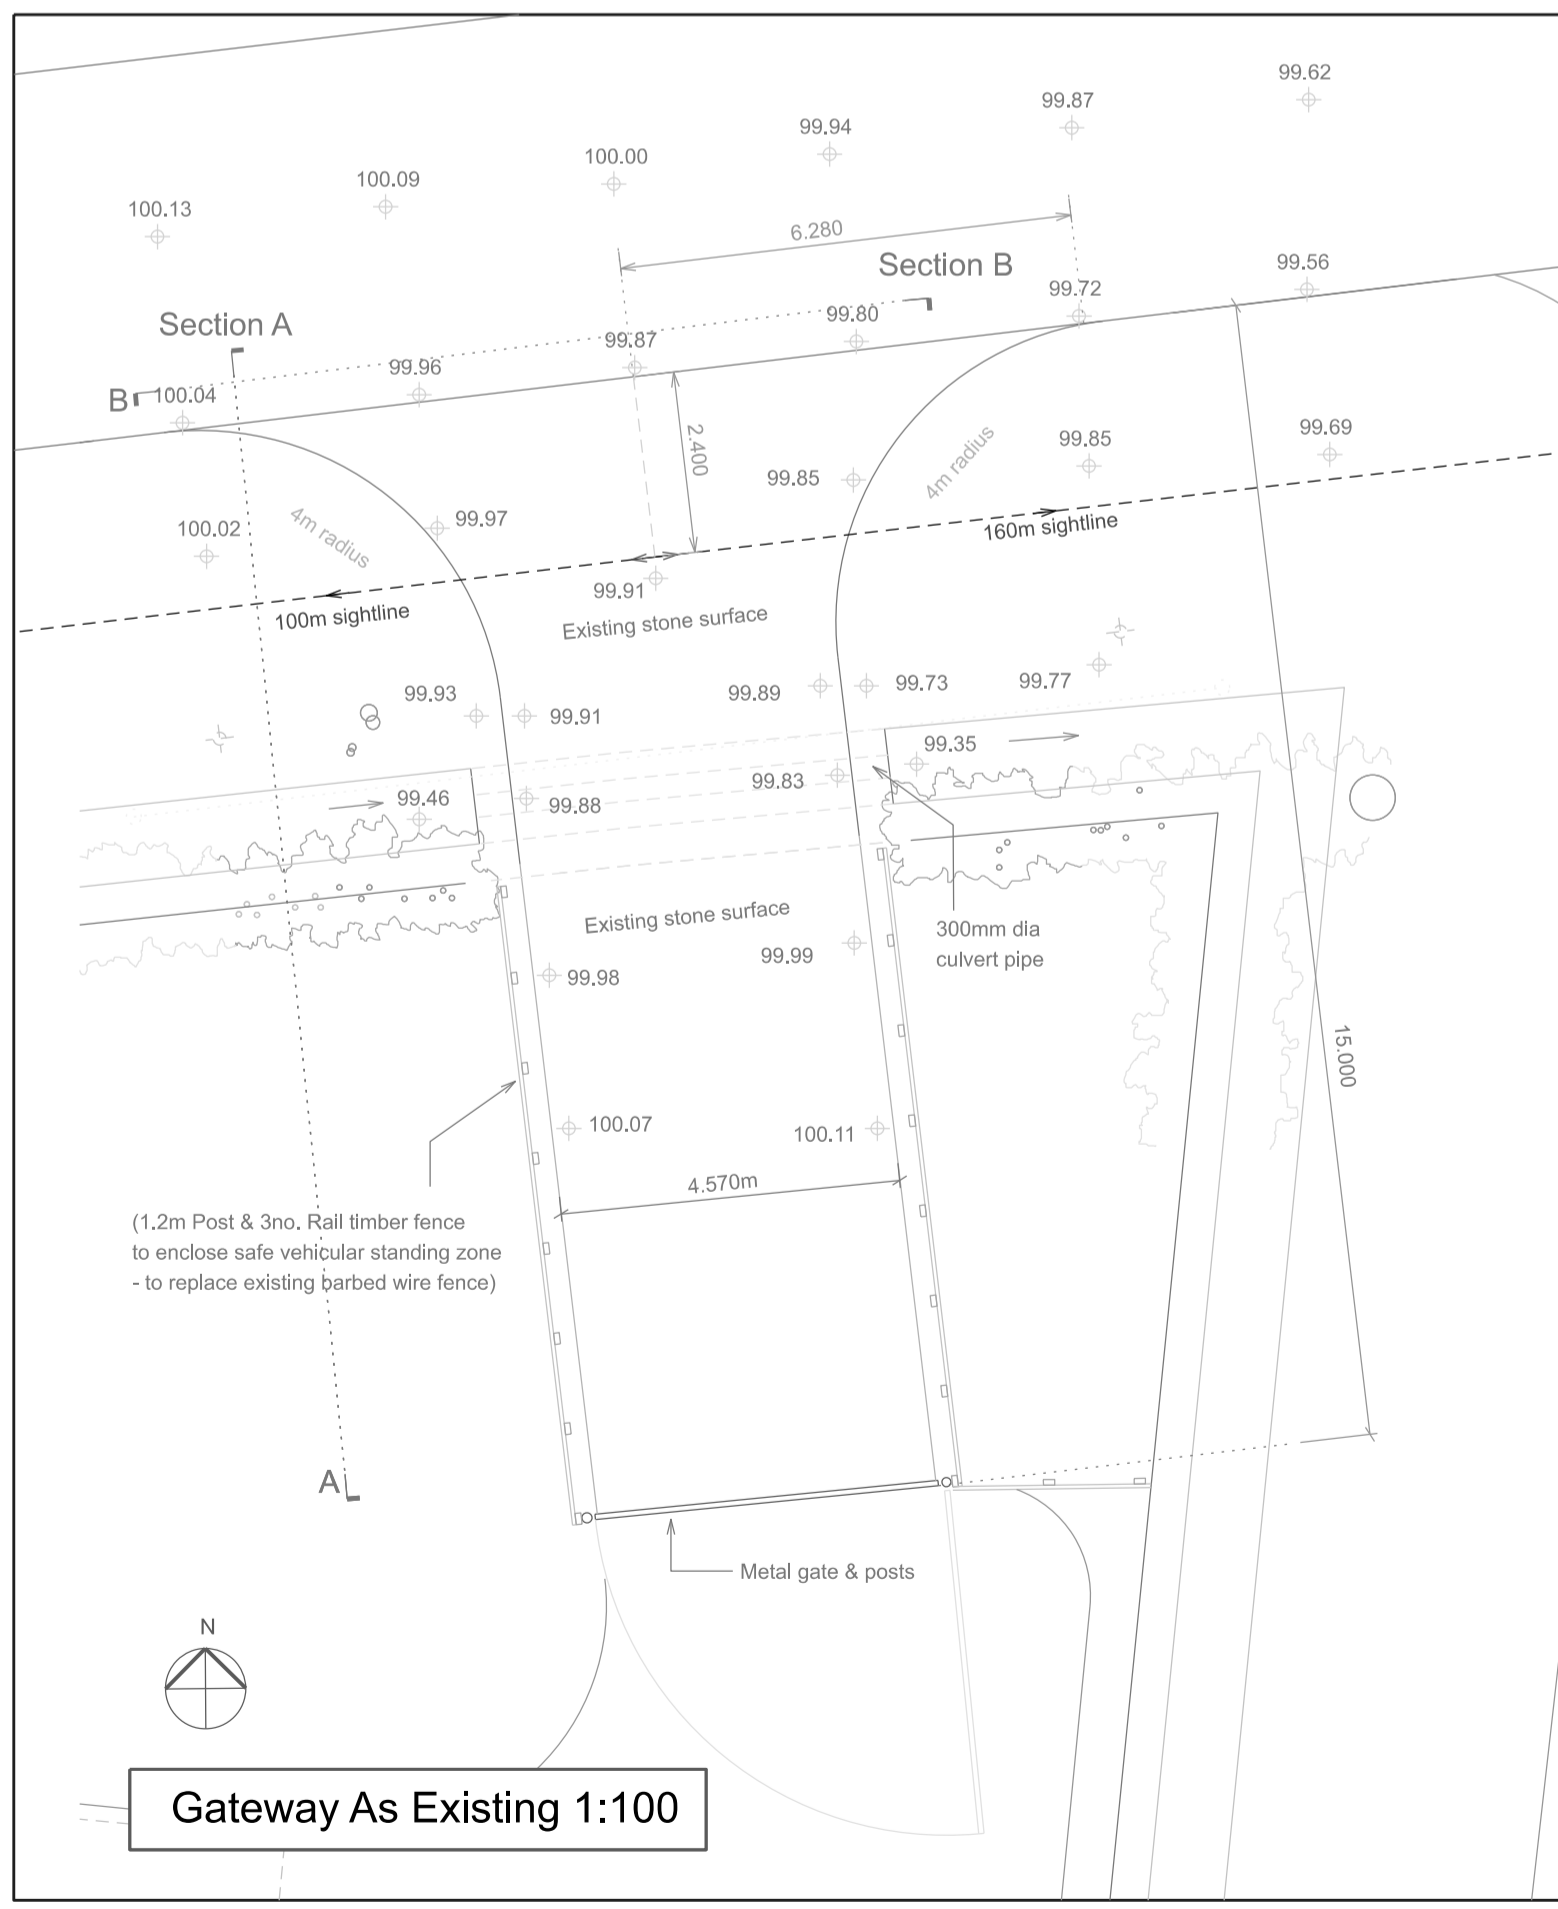 99.62
99.87
99.94
100.00
100.09
100.13
6.280
Section B
99.56
99.72
99.80
Section A
99.87
99.96
B
100.04
2.400
4m radius
99.85
99.69
99.85
4m radius
99.97
100.02
160m sightline
99.91
100m sightline
Existing stone surface
99.93
99.91
99.89
99.73
99.77
99.35
99.46
99.88
99.83
Existing stone surface
300mm dia
culvert pipe
99.99
99.98
15.000
100.07
100.11
4.570m
(1.2m Post & 3no. Rail timber fence
to enclose safe vehicular standing zone
- to replace existing barbed wire fence)
A
Metal gate & posts
N
Gateway As Existing 1:100